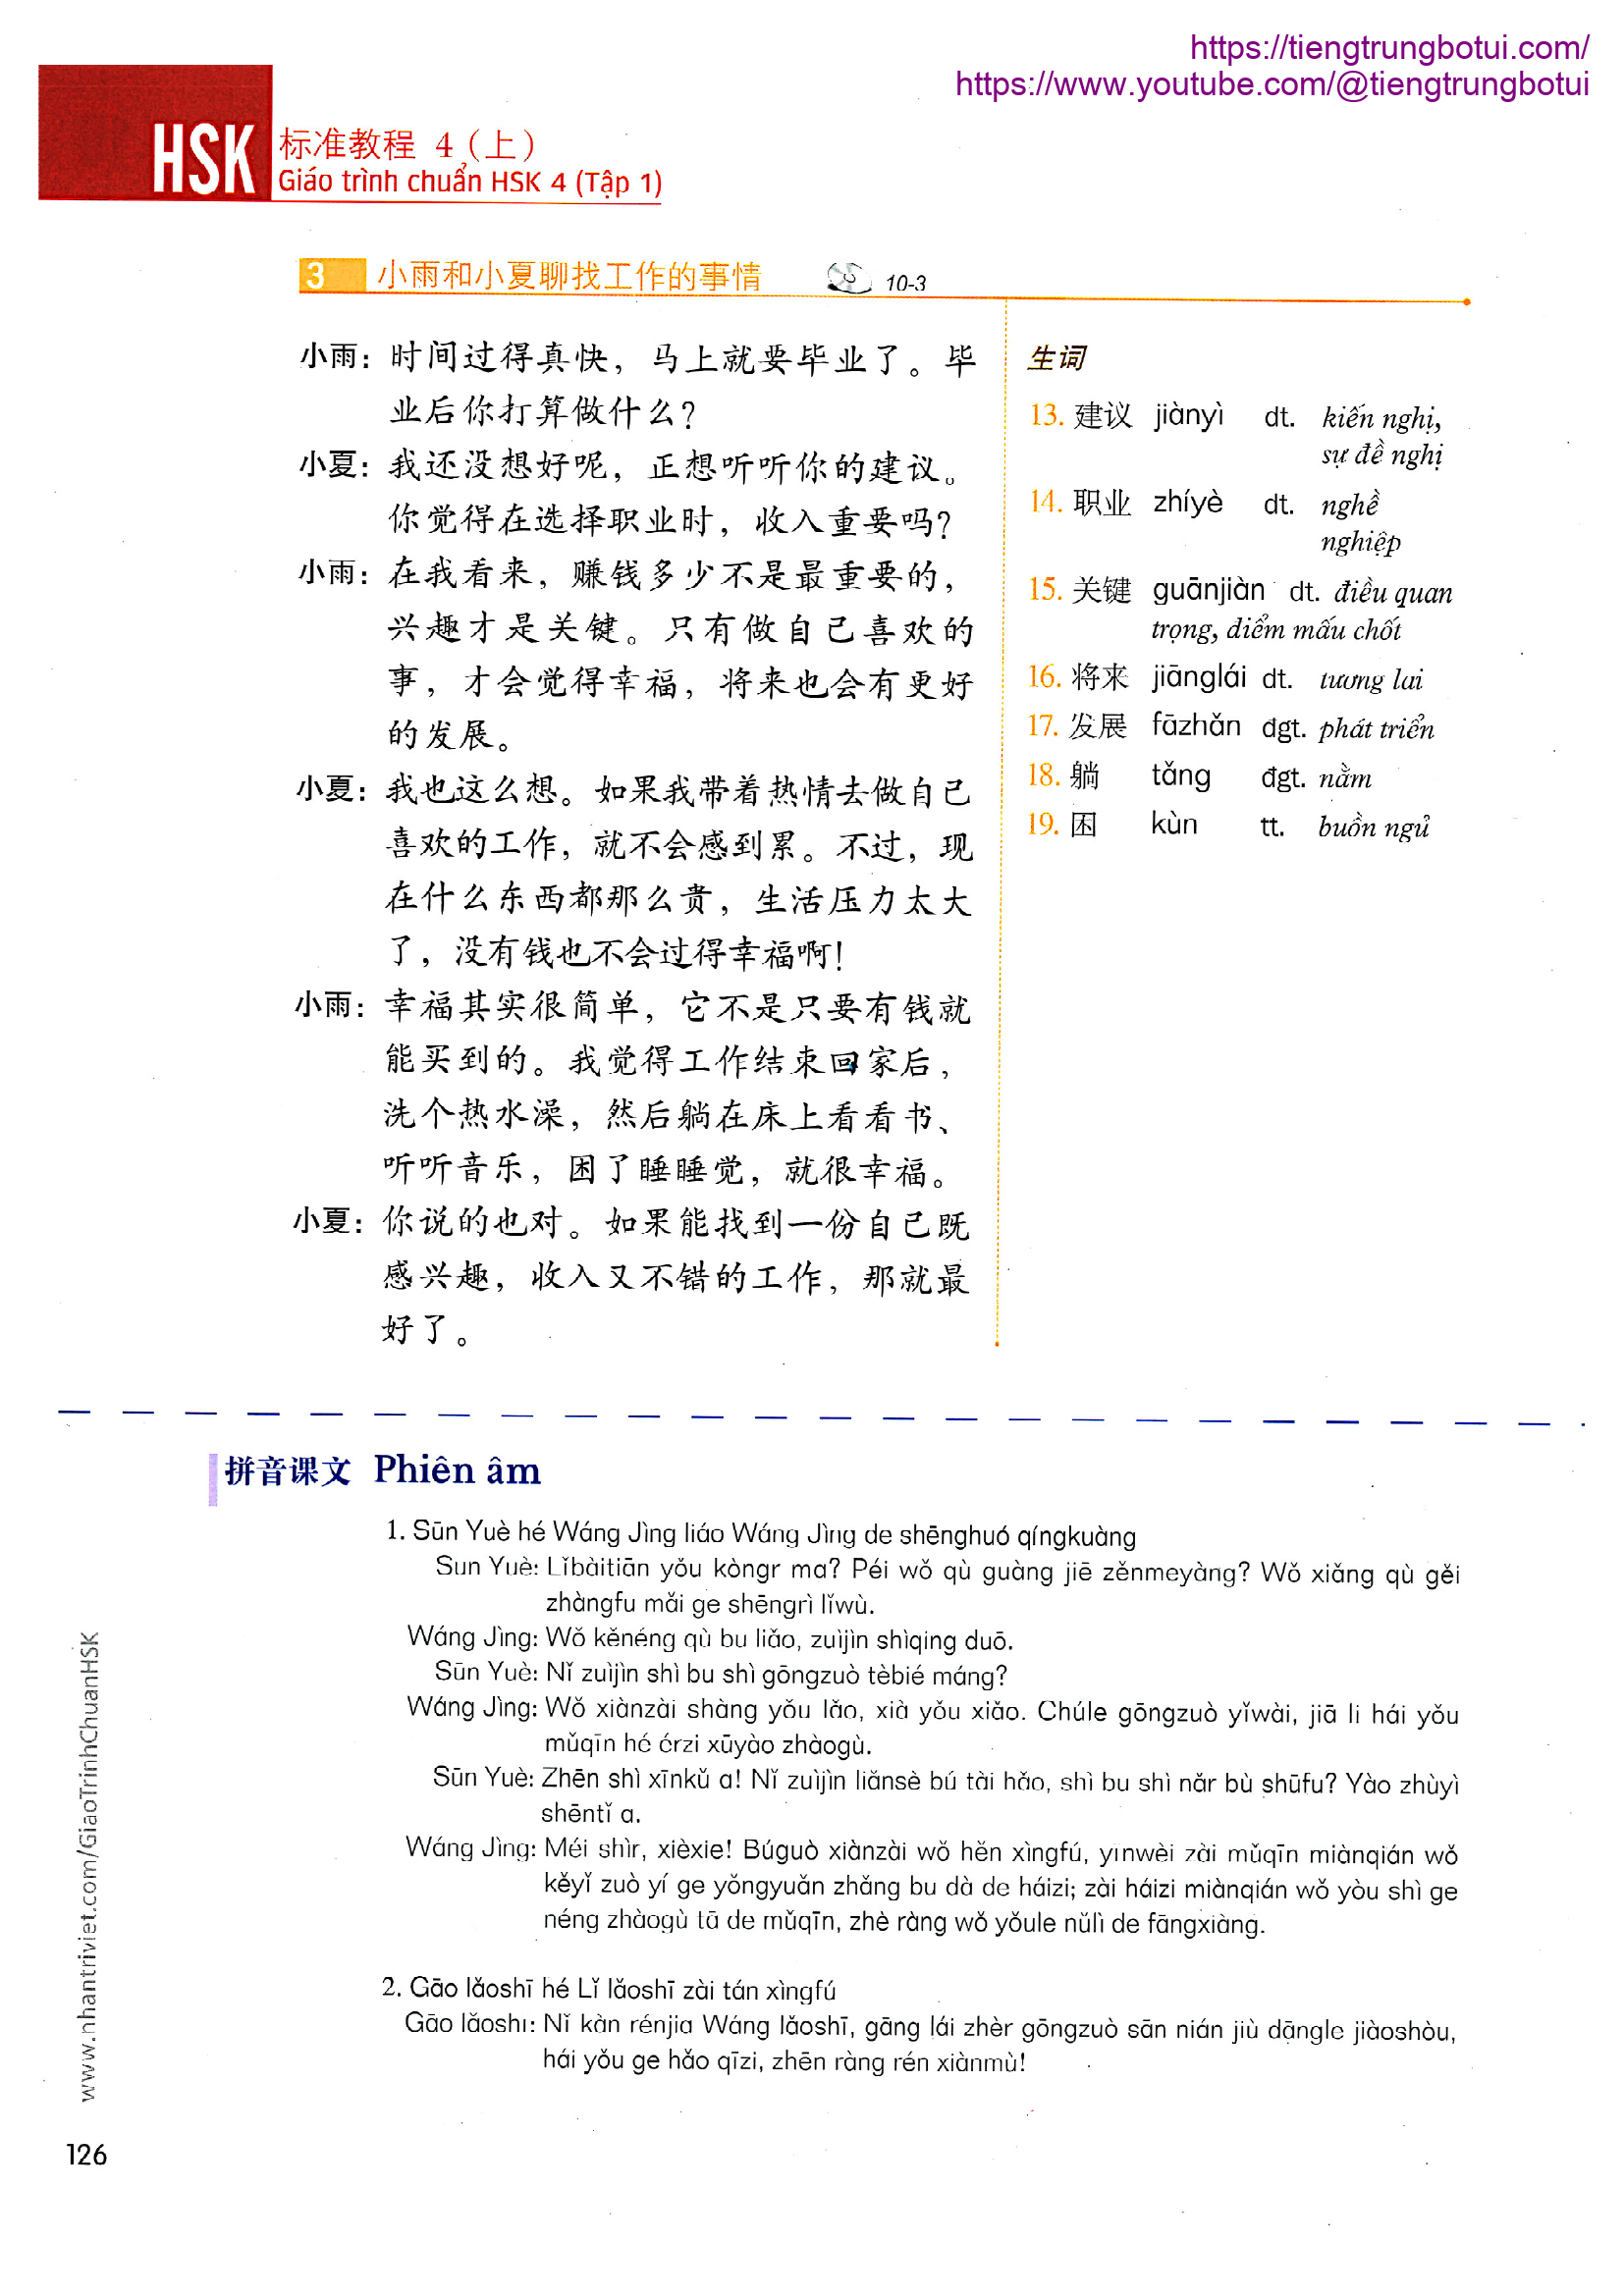 https://tiengtrungbotui.com/
https://www.youtube.com/@tiengtrungbotui
HSK 标准教程 4（上）
Giáo trình chuẩn HSK 4 (Tập 1)
3 小雨和小夏聊找工作的事情 10-3
小雨：时间过得真快，马上就要毕业了。毕
业后你打算做什么？
小夏：我还没想好呢，正想听听你的建议。
你觉得在选择职业时，收入重要吗？
小雨：在我看来，赚钱多少不是最重要的，
兴趣才是关键。只有做自己喜欢的
事，才会觉得幸福，将来也会有更好
的发展。
小夏：我也这么想。如果我带着热情去做自己
喜欢的工作，就不会感到累。不过，现
在什么东西都那么贵，生活压力太大
了，没有钱也不会过得幸福啊！
小雨：幸福其实很简单，它不是只要有钱就
能买到的。我觉得工作结束回家后，
洗个热水澡，然后躺在床上看看书、
听听音乐，困了睡睡觉，就很幸福。
小夏：你说的也对。如果能找到一份自己既
感兴趣，收入又不错的工作，那就最
好了。
生词
13. 建议 jiànyì dt. kiến nghị,
sự đề nghị
14. 职业 zhíyè dt. nghề
nghiệp
15. 关键 guānjiàn dt. điều quan
trọng, điểm mấu chốt
16. 将来 jiānglái dt. tương lai
17. 发展 fāzhǎn đgt. phát triển
18. 躺 tǎng đgt. nằm
19. 困 kùn tt. buồn ngủ
拼音课文 Phiên âm
1. Sūn Yuè hé Wáng Jìng liáo Wáng Jìng de shēnghuó qíngkuàng
Sun Yuè: Lǐbàitiān yǒu kòngr ma? Péi wǒ qù guàng jiē zěnmeyàng? Wǒ xiǎng qù gěi
zhàngfu mǎi ge shēngrì lǐwù.
Wáng Jìng: Wǒ kěnéng qù bu liǎo, zuìjìn shìqing duō.
Sūn Yuè: Nǐ zuìjìn shì bu shì gōngzuò tèbié máng?
Wáng Jìng: Wǒ xiànzài shàng yǒu lǎo, xià yǒu xiǎo. Chúle gōngzuò yǐwài, jiā li hái yǒu
mǔqīn hé érzi xūyào zhàogù.
Sūn Yuè: Zhēn shì xīnkǔ a! Nǐ zuìjìn liǎnsè bú tài hǎo, shì bu shì nǎr bù shūfu? Yào zhùyì
shēntǐ a.
Wáng Jìng: Méi shìr, xièxie! Búguò xiànzài wǒ hěn xìngfú, yinwèi zài mǔqīn miànqián wǒ
kěyǐ zuò yí ge yǒngyuǎn zhǎng bu dà de háizi; zài háizi miànqián wǒ yòu shì ge
néng zhàogù tā de mǔqīn, zhè ràng wǒ yǒule nǔlì de fāngxiàng.
2. Gāo lǎoshī hé Lǐ lǎoshī zài tán xìngfú
Gāo lǎoshi: Nǐ kàn rénjia Wáng lǎoshī, gāng lái zhèr gōngzuò sān nián jiù dāngle jiàoshòu,
hái yǒu ge hǎo qīzi, zhēn ràng rén xiànmù!
www.nhantriviet.com/GiaoTrinhChuanHSK
126